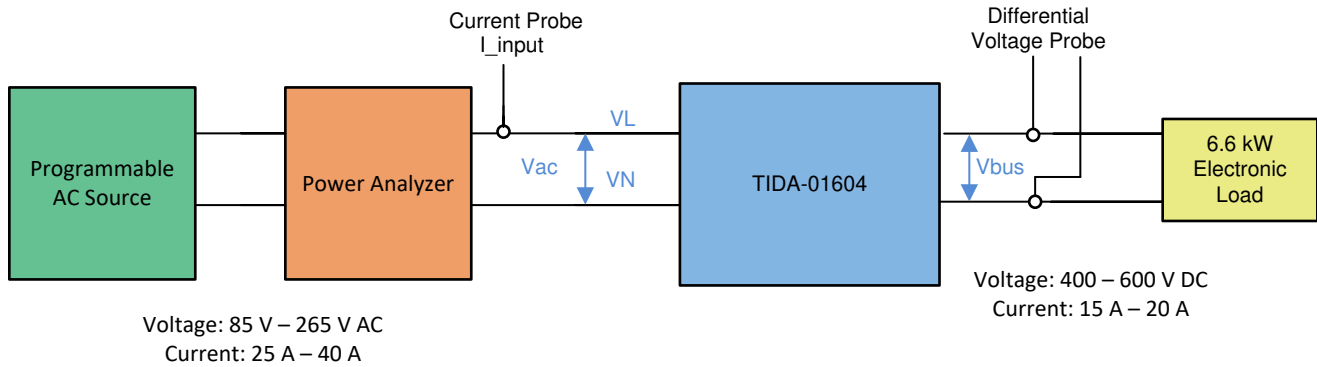 Current Probe
I_input
Differential
Voltage Probe
Programmable
AC Source
Power Analyzer
VL
Vac
VN
TIDA-01604
Vbus
6.6 kW
Electronic
Load
Voltage: 85 V – 265 V AC
Current: 25 A – 40 A
Voltage: 400 – 600 V DC
Current: 15 A – 20 A